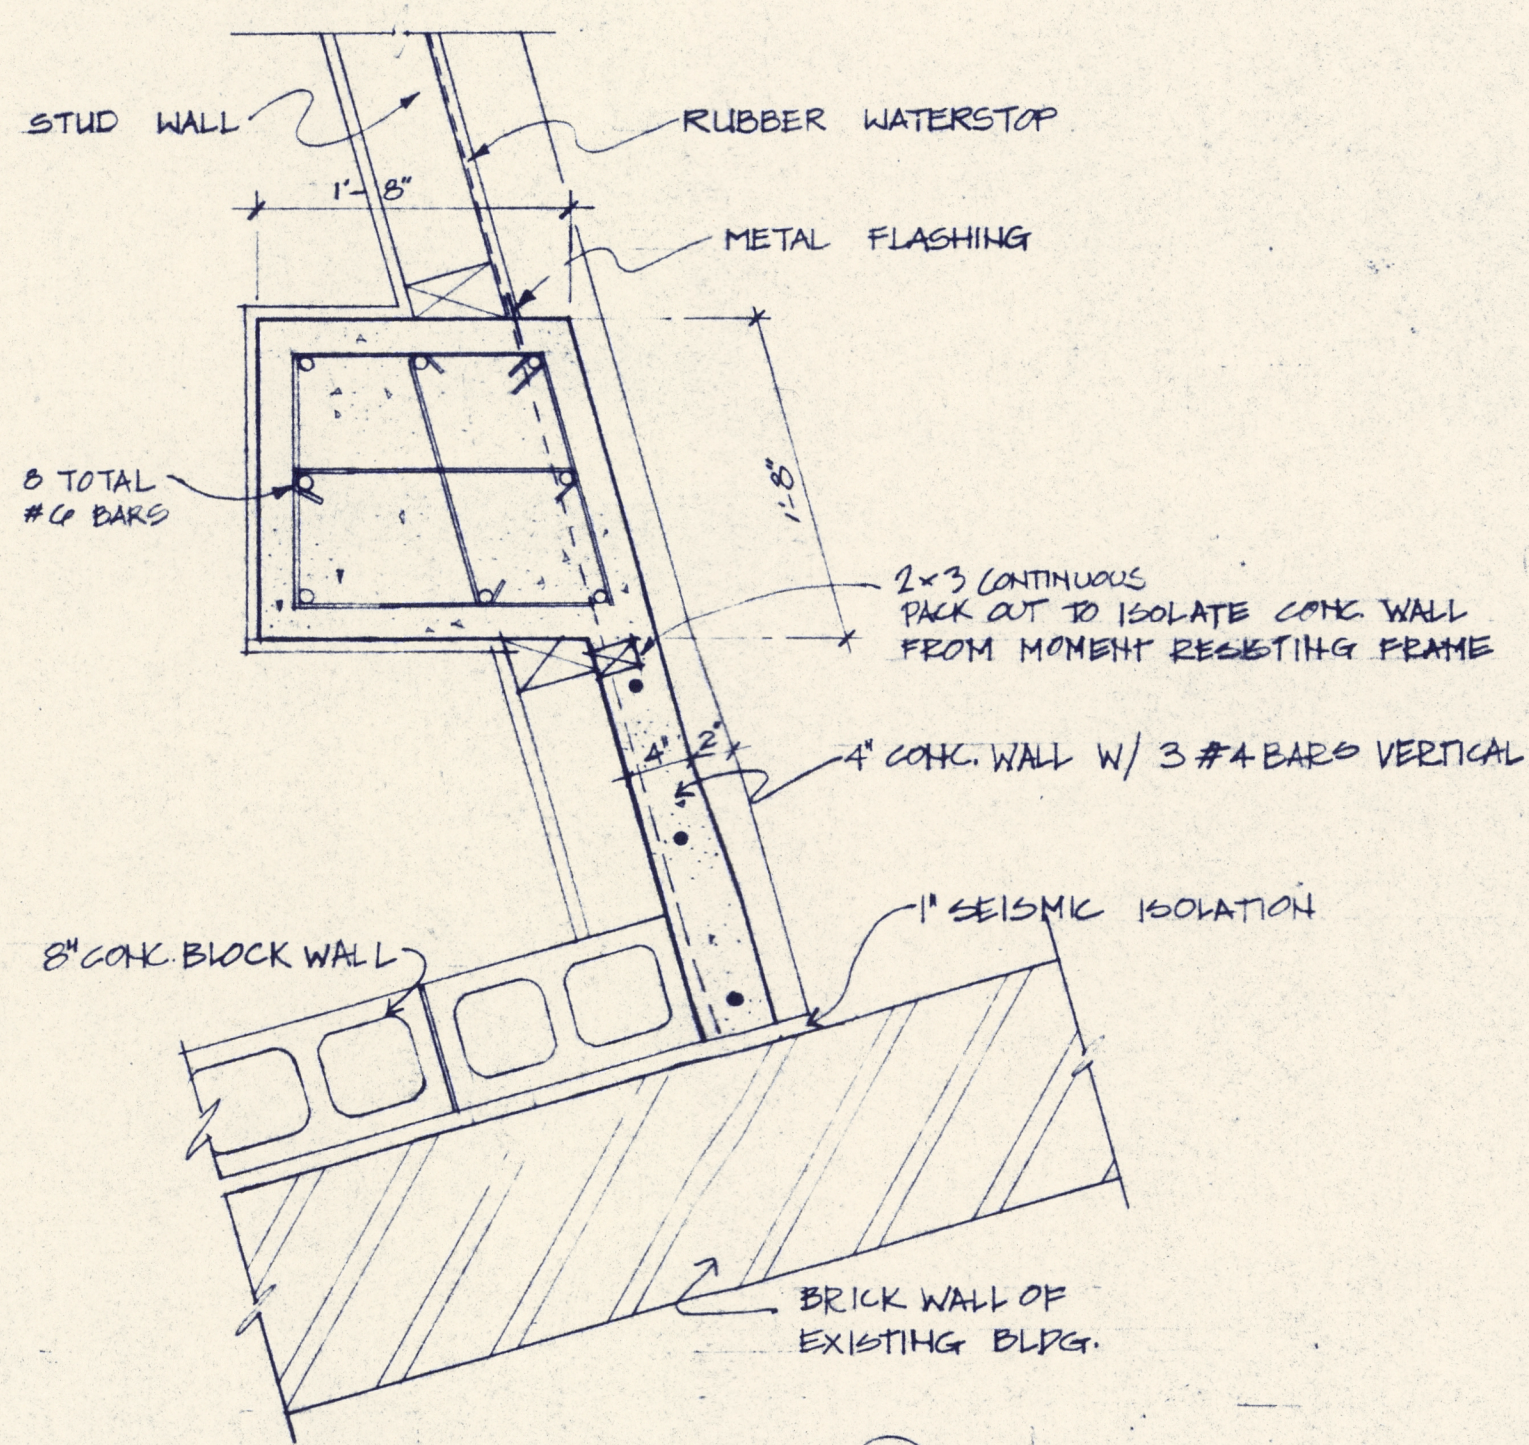 STUD WALL
RUBBER WATERSTOP
1'-8"
METAL FLASHING
8 TOTAL
#6 BARS
1'-8"
2x3 CONTINUOUS
PACK OUT TO ISOLATE CONC. WALL
FROM MOMENT RESISTING FRAME
4" 2"
4" CONC. WALL W/ 3 #4 BARS VERTICAL
1" SEISMIC ISOLATION
8" CONC. BLOCK WALL
BRICK WALL OF
EXISTING BLDG.